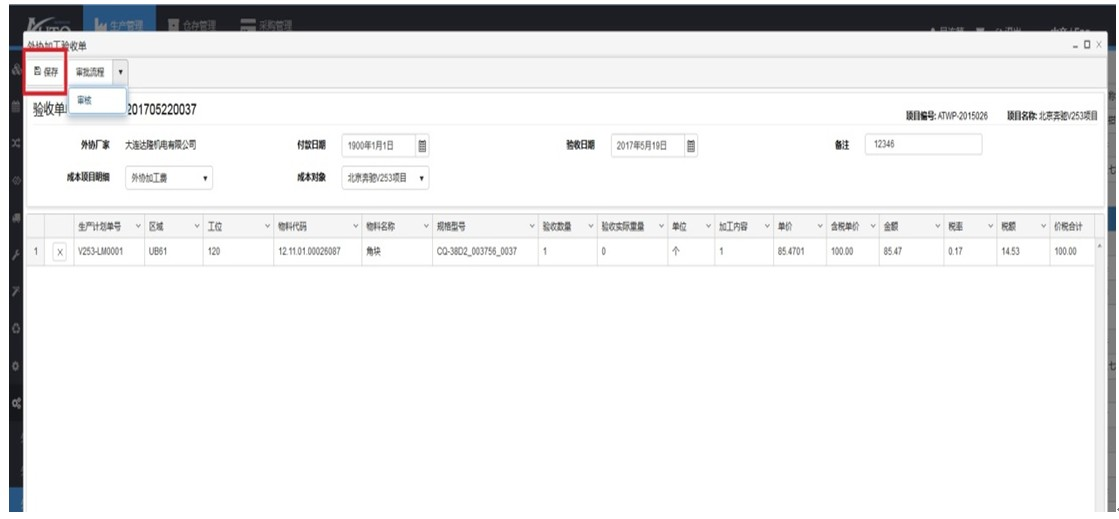 生产管理 仓存管理 采购管理
外协加工验收单
保存 审批流程
审核
验收单 201705220037
项目编号: ATWP-2015026 项目名称: 北京奔驰V253项目
外协厂家 大连达隆机电有限公司 付款日期 1900年1月1日 验收日期 2017年5月19日 备注 12346
成本项目明细 外协加工费 成本对象 北京奔驰V253项目
生产计划单号 区域 工位 物料代码 物料名称 规格型号 验收数量 验收实际重量 单位 加工内容 单价 含税单价 金额 税率 税额 价税合计
1 X V253-LM0001 UB61 120 12.11.01.00026087 角块 CQ-38D2_003756_0037 1 0 个 1 85.4701 100.00 85.47 0.17 14.53 100.00